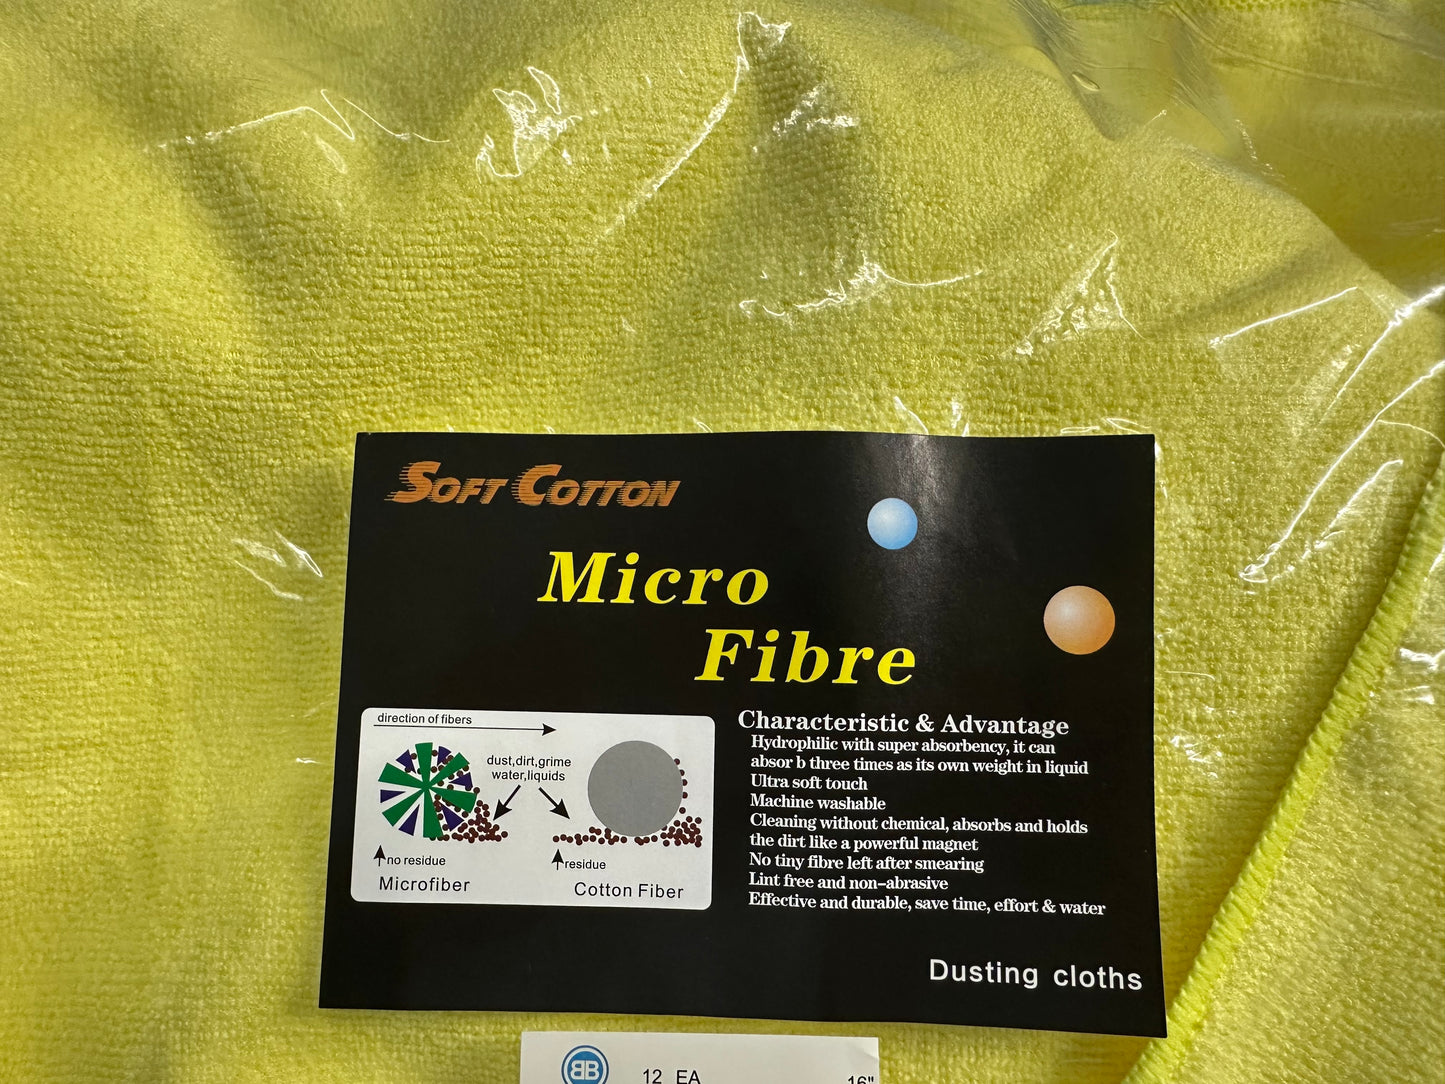 SOFT COTTON
Micro
Fibre
direction of fibers
dust,dirt,grime
water,liquids
no residue
residue
Microfiber
Cotton Fiber
Characteristic & Advantage
Hydrophilic with super absorbency, it can
absor b three times as its own weight in liquid
Ultra soft touch
Machine washable
Cleaning without chemical, absorbs and holds
the dirt like a powerful magnet
No tiny fibre left after smearing
Lint free and non-abrasive
Effective and durable, save time, effort & water
Dusting cloths
BB
12 EA
16"